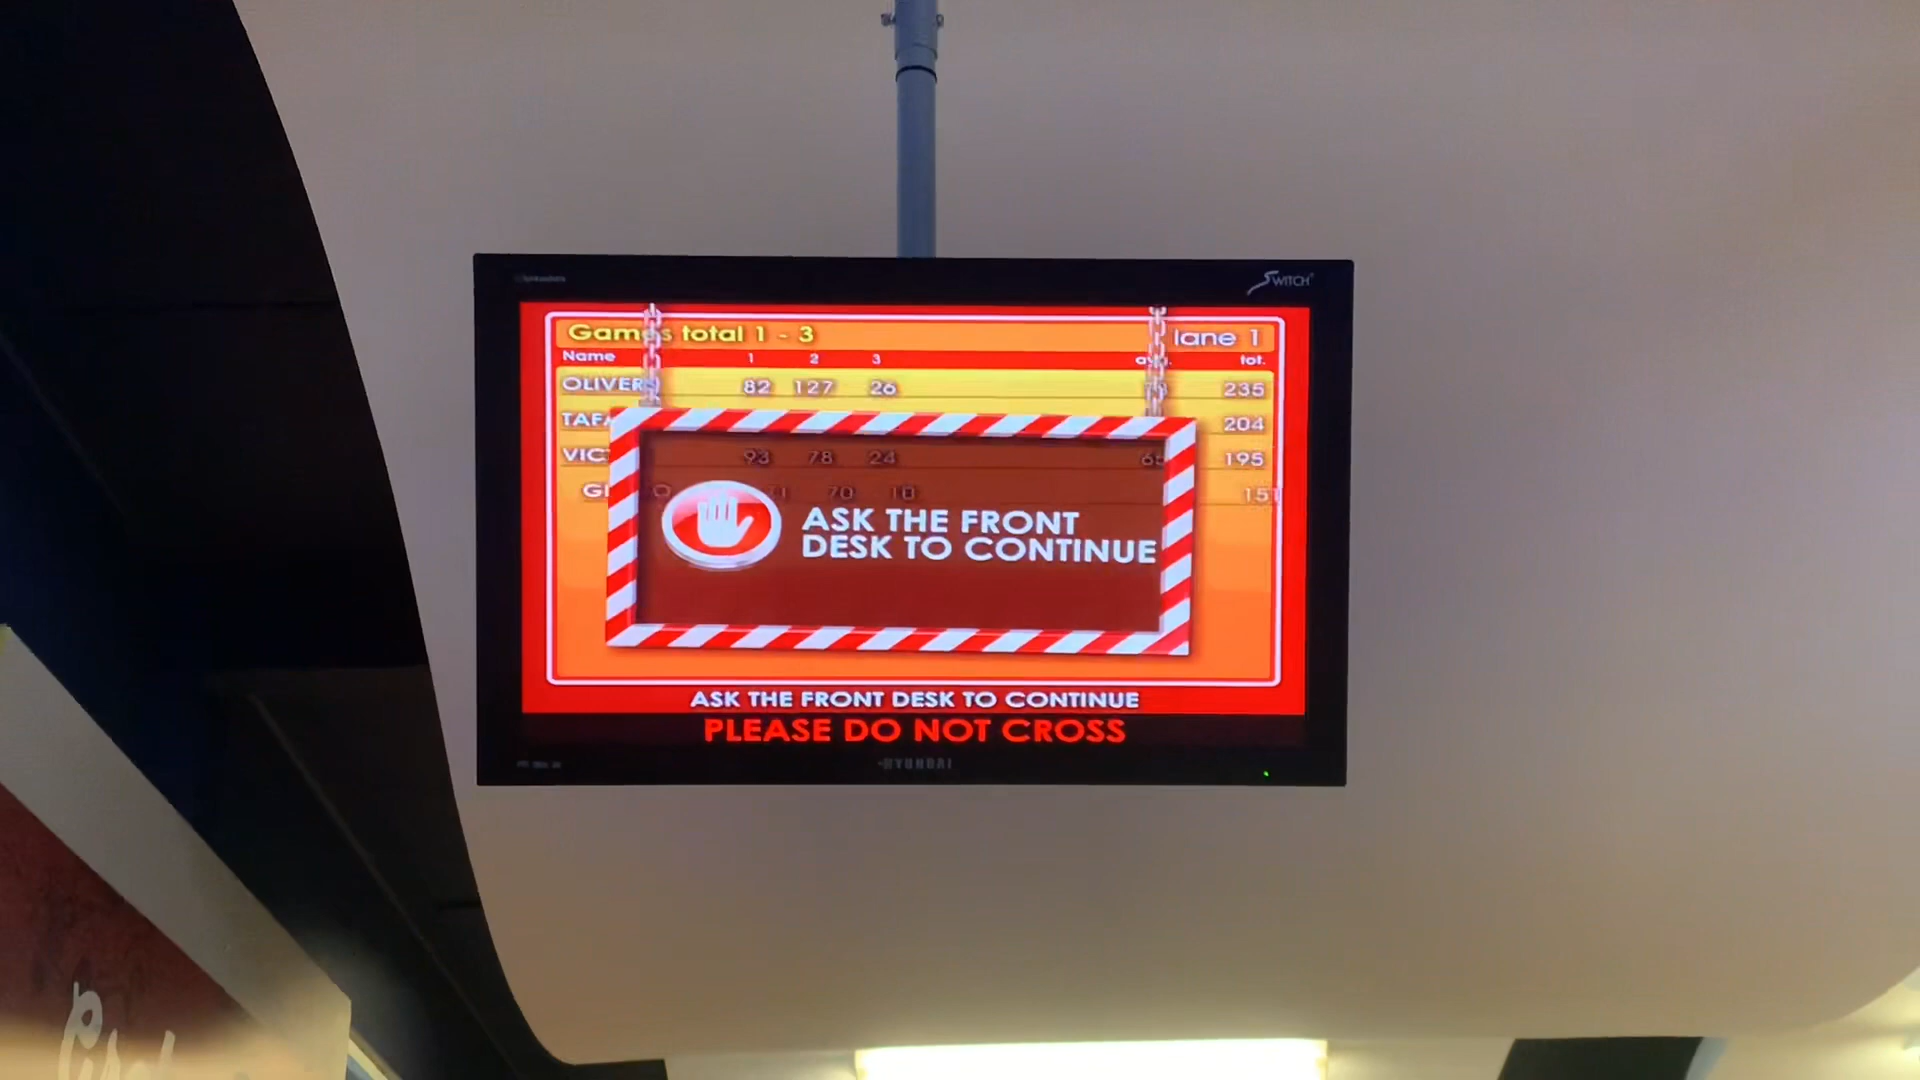 SWITCH
Games total 1 - 3
lane 1
Name 1 2 3 tot.
OLIVER 82 127 26 235
204
93 78 24 195
70 151
ASK THE FRONT
DESK TO CONTINUE
ASK THE FRONT DESK TO CONTINUE
PLEASE DO NOT CROSS
HYUNDAI